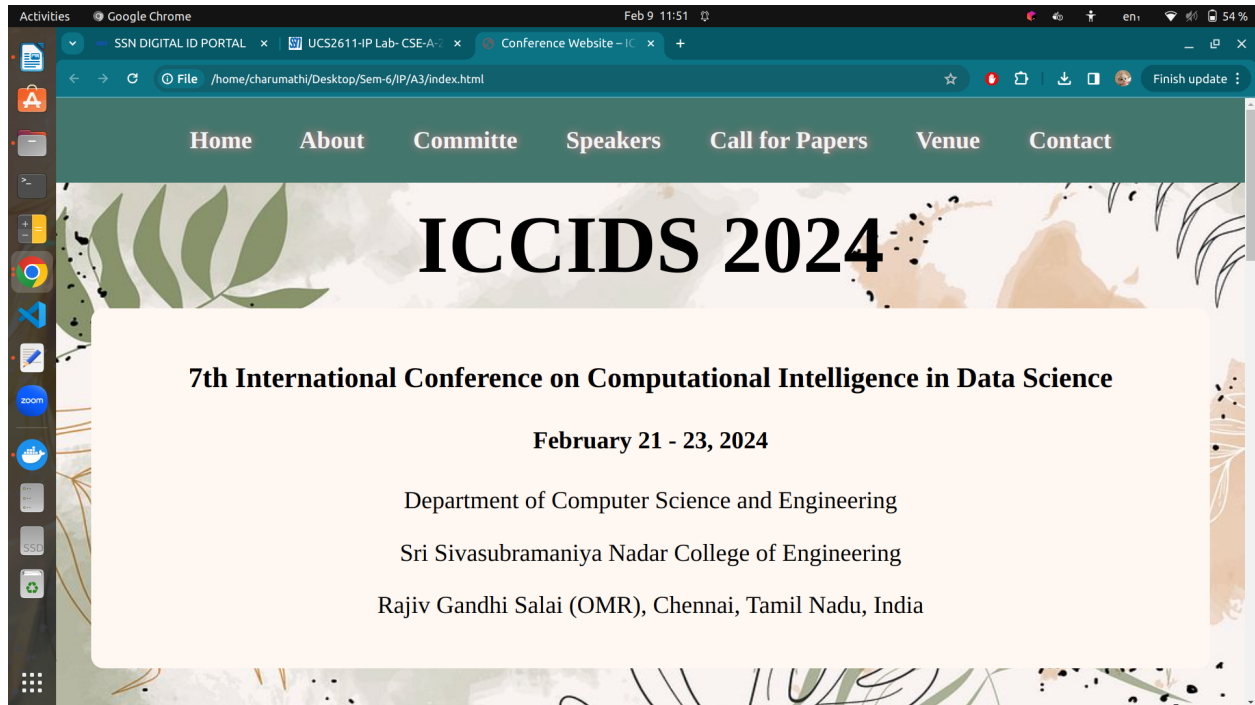 Activities Google Chrome Feb 9 11:51 en₁ 54 %
SSN DIGITAL ID PORTAL UCS2611-IP Lab- CSE-A-2 Conference Website – IC
File /home/charumathi/Desktop/Sem-6/IP/A3/index.html Finish update
Home About Committe Speakers Call for Papers Venue Contact
ICCIDS 2024
7th International Conference on Computational Intelligence in Data Science
February 21 - 23, 2024
Department of Computer Science and Engineering
Sri Sivasubramaniya Nadar College of Engineering
Rajiv Gandhi Salai (OMR), Chennai, Tamil Nadu, India
zoom
SSD